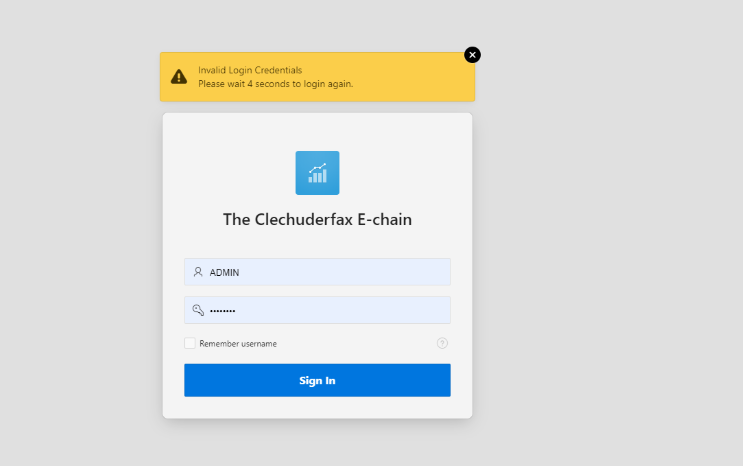 Invalid Login Credentials
Please wait 4 seconds to login again.
The Clechuderfax E-chain
ADMIN
••••••••
Remember username
?
Sign In